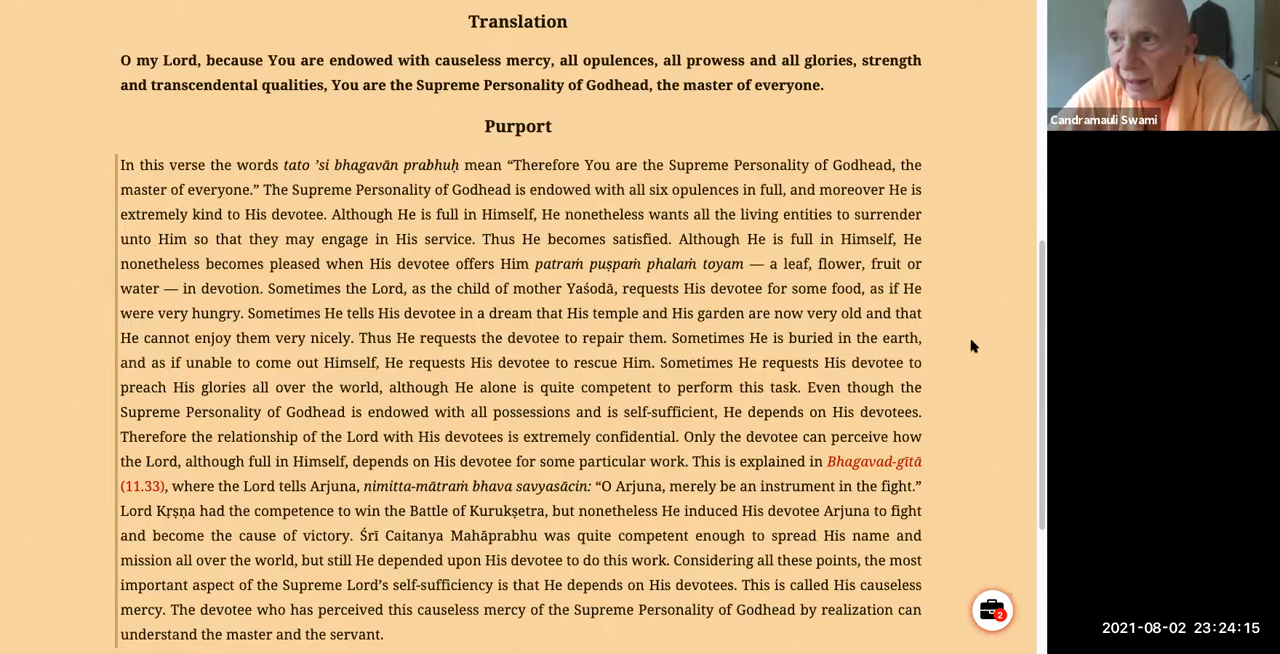 Translation
O my Lord, because You are endowed with causeless mercy, all opulences, all prowess and all glories, strength
and transcendental qualities, You are the Supreme Personality of Godhead, the master of everyone.
Purport
In this verse the words tato ’si bhagavān prabhuḥ mean “Therefore You are the Supreme Personality of Godhead, the
master of everyone.” The Supreme Personality of Godhead is endowed with all six opulences in full, and moreover He is
extremely kind to His devotee. Although He is full in Himself, He nonetheless wants all the living entities to surrender
unto Him so that they may engage in His service. Thus He becomes satisfied. Although He is full in Himself, He
nonetheless becomes pleased when His devotee offers Him patraṁ puṣpaṁ phalaṁ toyam — a leaf, flower, fruit or
water — in devotion. Sometimes the Lord, as the child of mother Yaśodā, requests His devotee for some food, as if He
were very hungry. Sometimes He tells His devotee in a dream that His temple and His garden are now very old and that
He cannot enjoy them very nicely. Thus He requests the devotee to repair them. Sometimes He is buried in the earth,
and as if unable to come out Himself, He requests His devotee to rescue Him. Sometimes He requests His devotee to
preach His glories all over the world, although He alone is quite competent to perform this task. Even though the
Supreme Personality of Godhead is endowed with all possessions and is self-sufficient, He depends on His devotees.
Therefore the relationship of the Lord with His devotees is extremely confidential. Only the devotee can perceive how
the Lord, although full in Himself, depends on His devotee for some particular work. This is explained in Bhagavad-gītā
(11.33), where the Lord tells Arjuna, nimitta-mātraṁ bhava savyasācin: “O Arjuna, merely be an instrument in the fight.”
Lord Kṛṣṇa had the competence to win the Battle of Kurukṣetra, but nonetheless He induced His devotee Arjuna to fight
and become the cause of victory. Śrī Caitanya Mahāprabhu was quite competent enough to spread His name and
mission all over the world, but still He depended upon His devotee to do this work. Considering all these points, the most
important aspect of the Supreme Lord’s self-sufficiency is that He depends on His devotees. This is called His causeless
mercy. The devotee who has perceived this causeless mercy of the Supreme Personality of Godhead by realization can
understand the master and the servant.
Candramauli Swami
2
2021-08-02 23:24:15